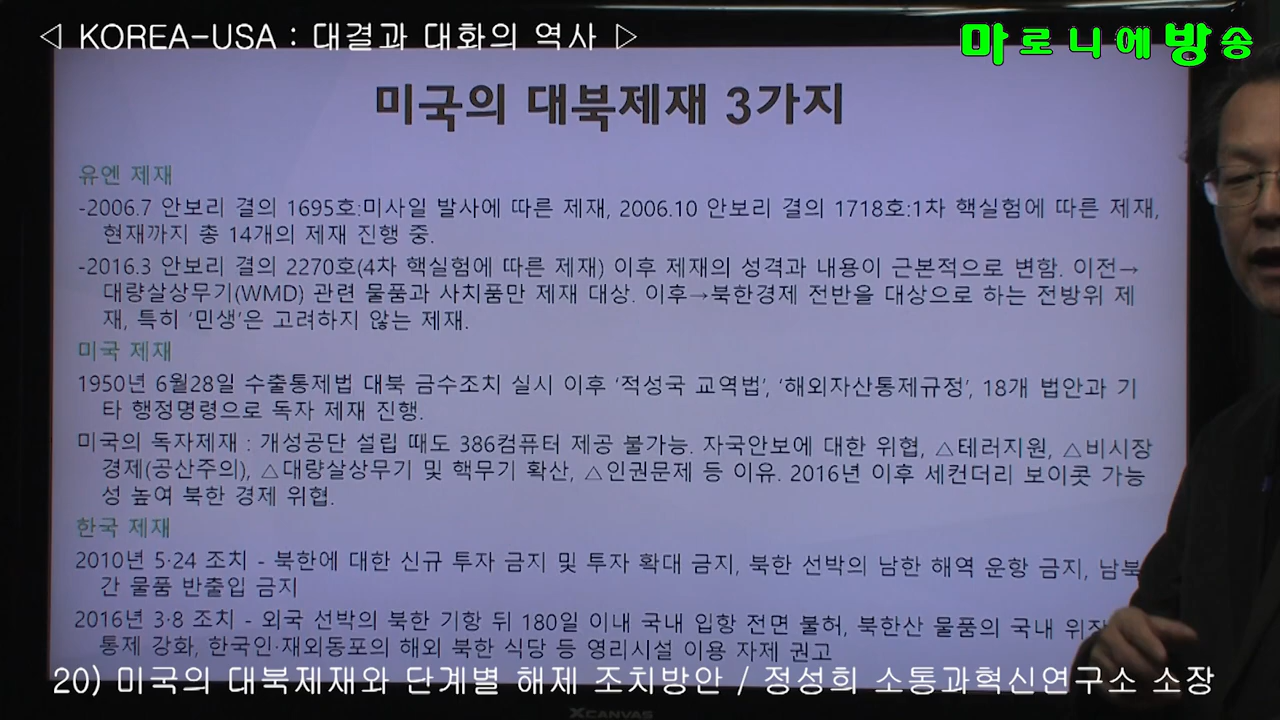 ◁ KOREA-USA : 대결과 대화의 역사 ▷
마로니에방송
미국의 대북제재 3가지
유엔 제재
-2006.7 안보리 결의 1695호:미사일 발사에 따른 제재, 2006.10 안보리 결의 1718호:1차 핵실험에 따른 제재,
현재까지 총 14개의 제재 진행 중.
-2016.3 안보리 결의 2270호(4차 핵실험에 따른 제재) 이후 제재의 성격과 내용이 근본적으로 변함. 이전→
대량살상무기(WMD) 관련 물품과 사치품만 제재 대상. 이후→북한경제 전반을 대상으로 하는 전방위 제
재, 특히 '민생'은 고려하지 않는 제재.
미국 제재
1950년 6월28일 수출통제법 대북 금수조치 실시 이후 '적성국 교역법', '해외자산통제규정', 18개 법안과 기
타 행정명령으로 독자 제재 진행.
미국의 독자제재 : 개성공단 설립 때도 386컴퓨터 제공 불가능. 자국안보에 대한 위협, △테러지원, △비시장
경제(공산주의), △대량살상무기 및 핵무기 확산, △인권문제 등 이유. 2016년 이후 세컨더리 보이콧 가능
성 높여 북한 경제 위협.
한국 제재
2010년 5·24 조치 - 북한에 대한 신규 투자 금지 및 투자 확대 금지, 북한 선박의 남한 해역 운항 금지, 남북
간 물품 반출입 금지
2016년 3·8 조치 - 외국 선박의 북한 기항 뒤 180일 이내 국내 입항 전면 불허, 북한산 물품의 국내 위장
통제 강화, 한국인·재외동포의 해외 북한 식당 등 영리시설 이용 자제 권고
20) 미국의 대북제재와 단계별 해제 조치방안 / 정성희 소통과혁신연구소 소장
XCANVAS